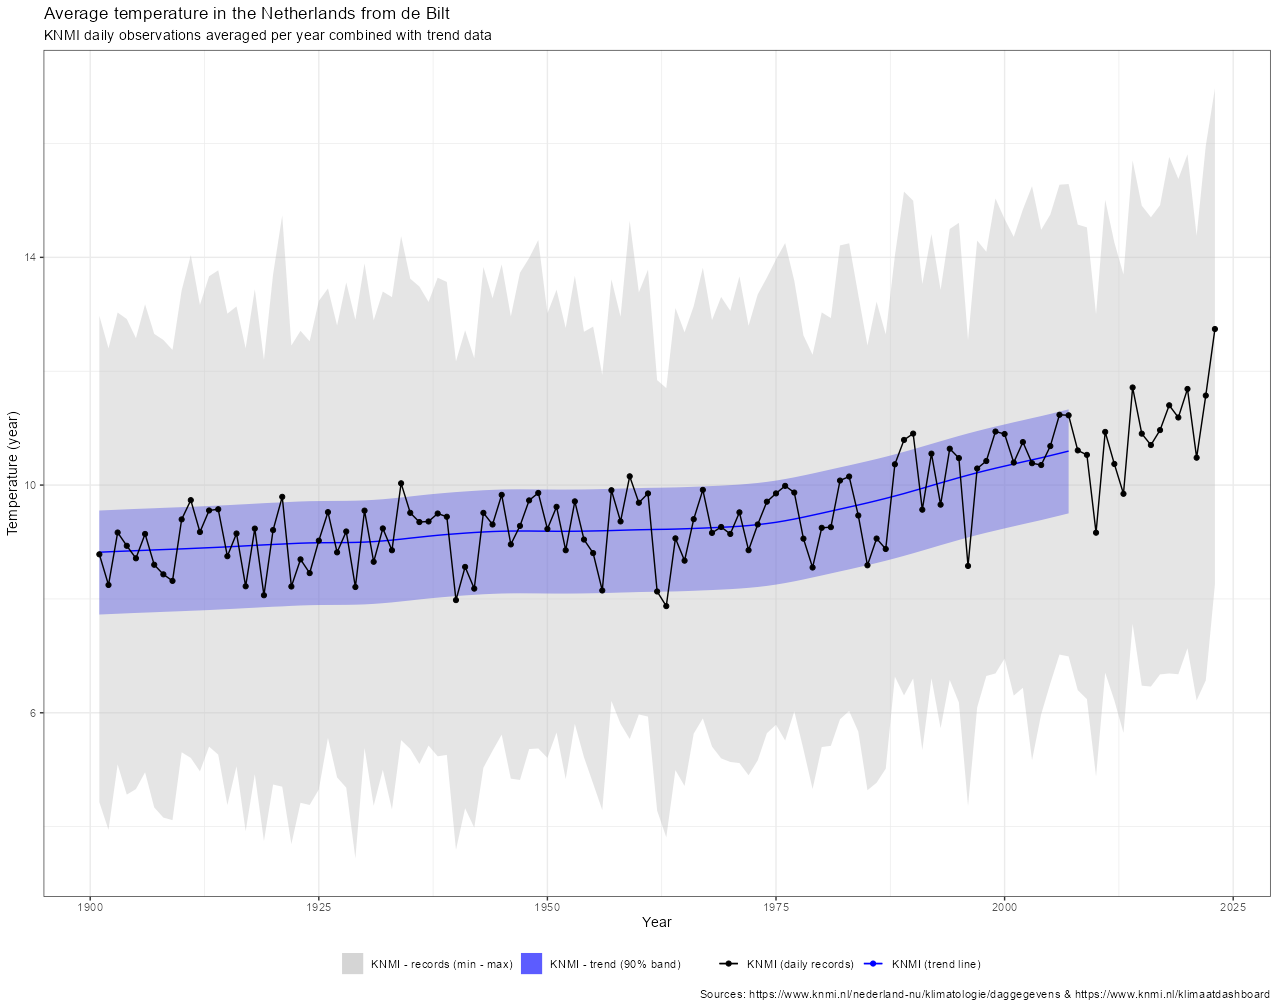 Average temperature in the Netherlands from de Bilt
KNMI daily observations averaged per year combined with trend data
Temperature (year)
14
10
6
1900 1925 1950 1975 2000 2025
Year
KNMI - records (min - max) KNMI - trend (90% band) KNMI (daily records) KNMI (trend line)
Sources: https://www.knmi.nl/nederland-nu/klimatologie/daggegevens & https://www.knmi.nl/klimaatdashboard